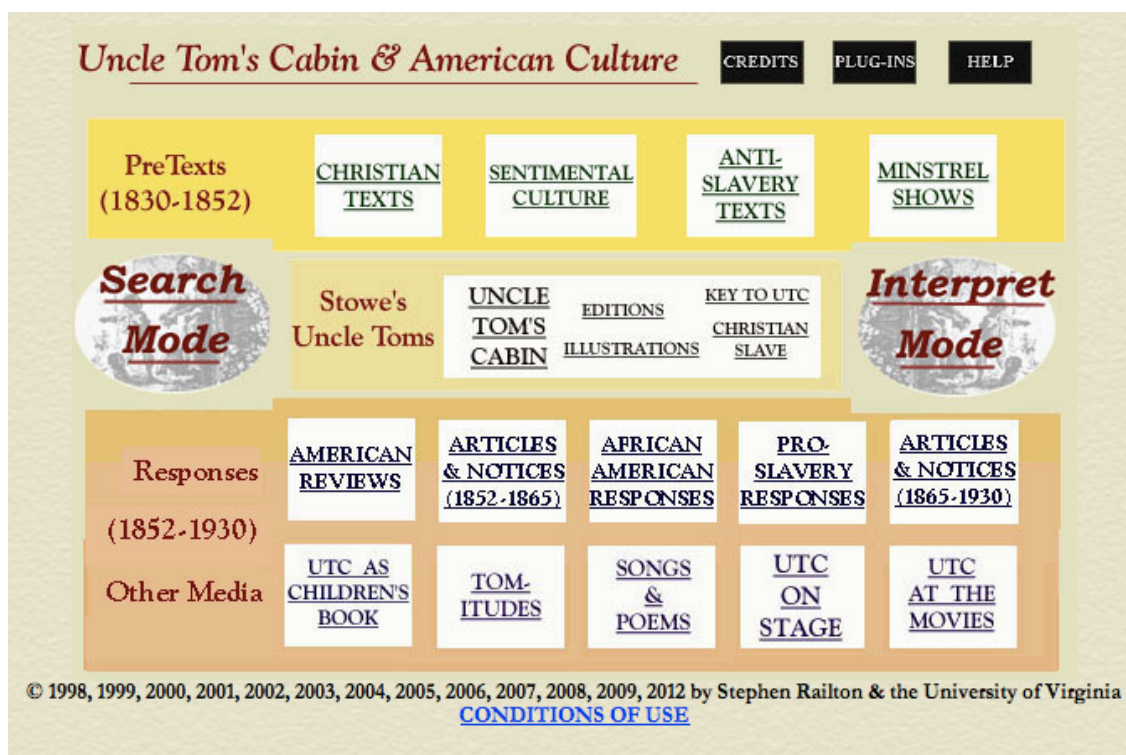 Uncle Tom's Cabin & American Culture
CREDITS
PLUG-INS
HELP
PreTexts
(1830-1852)
CHRISTIAN
TEXTS
SENTIMENTAL
CULTURE
ANTI-
SLAVERY
TEXTS
MINSTREL
SHOWS
Search
Mode
Stowe's
Uncle Toms
UNCLE
TOM'S
CABIN
EDITIONS
ILLUSTRATIONS
KEY TO UTC
CHRISTIAN
SLAVE
Interpret
Mode
Responses
(1852-1930)
AMERICAN
REVIEWS
ARTICLES
& NOTICES
(1852-1865)
AFRICAN
AMERICAN
RESPONSES
PRO-
SLAVERY
RESPONSES
ARTICLES
& NOTICES
(1865-1930)
Other Media
UTC AS
CHILDREN'S
BOOK
TOM-
ITUDES
SONGS
&
POEMS
UTC
ON
STAGE
UTC
AT THE
MOVIES
© 1998, 1999, 2000, 2001, 2002, 2003, 2004, 2005, 2006, 2007, 2008, 2009, 2012 by Stephen Railton & the University of Virginia
CONDITIONS OF USE